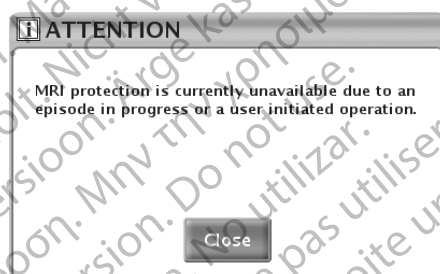 ATTENTION
MRI protection is currently unavailable due to an
episode in progress or a user initiated operation.
Close